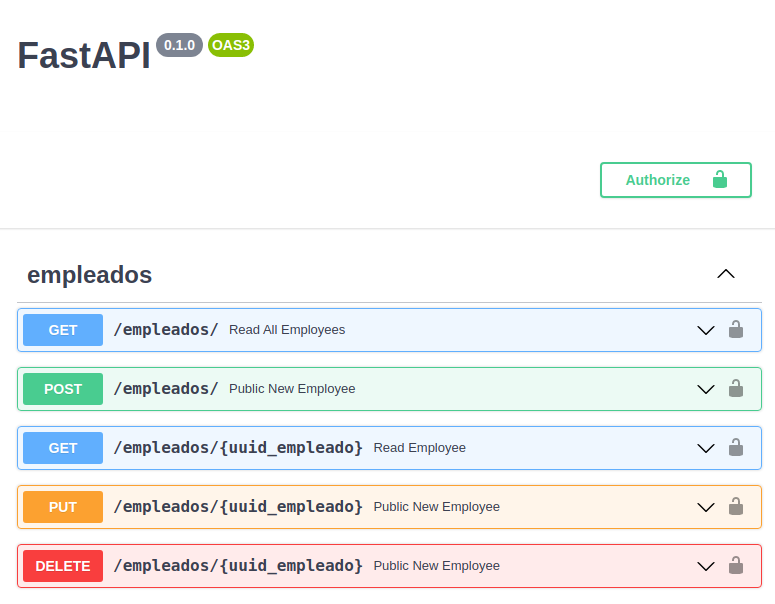 FastAPI 0.1.0 OAS3
Authorize
empleados
GET /empleados/ Read All Employees
POST /empleados/ Public New Employee
GET /empleados/{uuid_empleado} Read Employee
PUT /empleados/{uuid_empleado} Public New Employee
DELETE /empleados/{uuid_empleado} Public New Employee